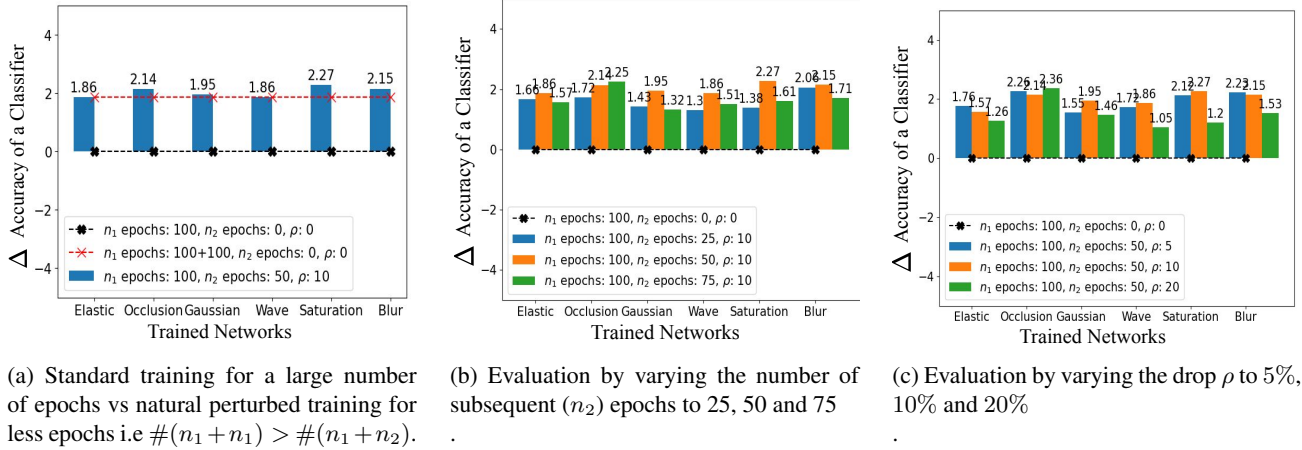 Δ Accuracy of a Classifier
4
2
0
−2
−4
1.86
2.14
1.95
1.86
2.27
2.15
n1 epochs: 100, n2 epochs: 0, ρ: 0
n1 epochs: 100+100, n2 epochs: 0, ρ: 0
n1 epochs: 100, n2 epochs: 50, ρ: 10
Elastic Occlusion Gaussian Wave Saturation Blur
Trained Networks
(a) Standard training for a large number
of epochs vs natural perturbed training for
less epochs i.e #(n1+n1) > #(n1+n2).
Δ Accuracy of a Classifier
4
2
0
−2
−4
1.66 1.86 1.57
1.72 2.14 2.25
1.43 1.95 1.32
1.3 1.86 1.51
1.38 2.27 1.61
2.06 2.15 1.71
n1 epochs: 100, n2 epochs: 0, ρ: 0
n1 epochs: 100, n2 epochs: 25, ρ: 10
n1 epochs: 100, n2 epochs: 50, ρ: 10
n1 epochs: 100, n2 epochs: 75, ρ: 10
Elastic Occlusion Gaussian Wave Saturation Blur
Trained Networks
(b) Evaluation by varying the number of
subsequent (n2) epochs to 25, 50 and 75
.
Δ Accuracy of a Classifier
4
2
0
−2
−4
1.76 1.57 1.26
2.26 2.14 2.36
1.55 1.95 1.46
1.72 1.86 1.05
2.12 2.27 1.2
2.23 2.15 1.53
n1 epochs: 100, n2 epochs: 0, ρ: 0
n1 epochs: 100, n2 epochs: 50, ρ: 5
n1 epochs: 100, n2 epochs: 50, ρ: 10
n1 epochs: 100, n2 epochs: 50, ρ: 20
Elastic Occlusion Gaussian Wave Saturation Blur
Trained Networks
(c) Evaluation by varying the drop ρ to 5%,
10% and 20%
.